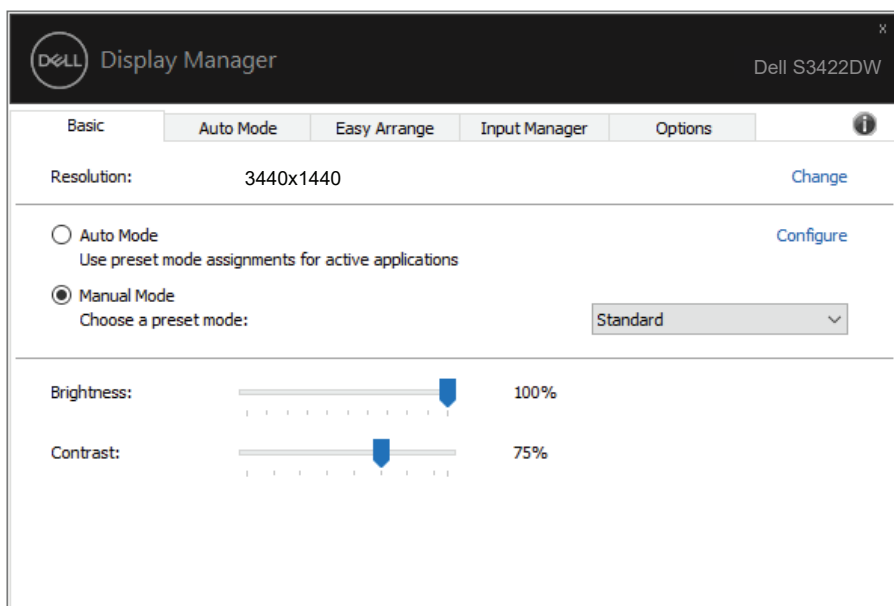 DELL Display Manager
x
Dell S3422DW
Basic Auto Mode Easy Arrange Input Manager Options i
Resolution: 3440x1440 Change
Auto Mode Configure
Use preset mode assignments for active applications
Manual Mode
Choose a preset mode: Standard
Brightness: 100%
Contrast: 75%